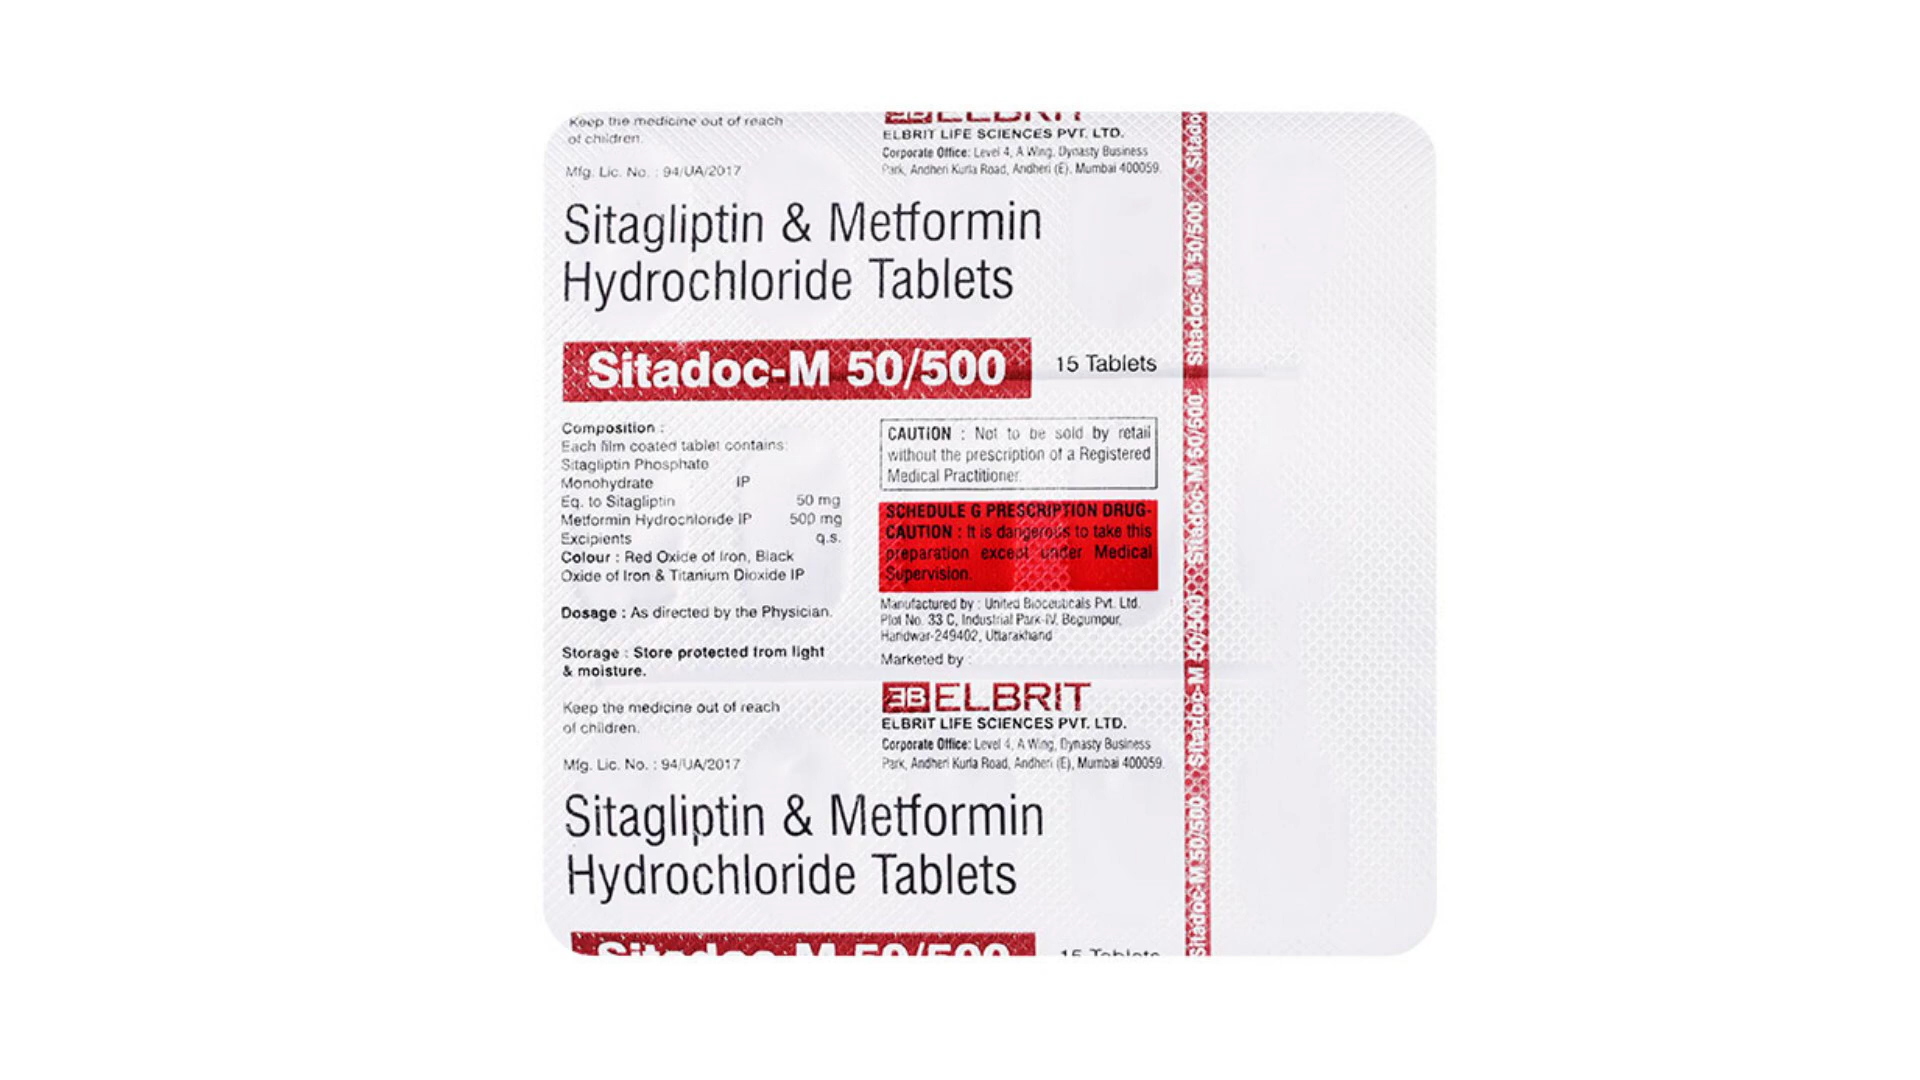 Keep the medicine out of reach
of children.
Mfg. Lic. No. : 94/UA/2017
ELBRIT
ELBRIT LIFE SCIENCES PVT. LTD.
Corporate Office: Level 4, A Wing, Dynasty Business
Park, Andheri Kurla Road, Andheri (E), Mumbai 400059.
Sitagliptin & Metformin
Hydrochloride Tablets
Sitadoc-M 50/500
15 Tablets
Composition :
Each film coated tablet contains:
Sitagliptin Phosphate
Monohydrate IP
Eq. to Sitagliptin 50 mg
Metformin Hydrochloride IP 500 mg
Excipients q.s.
Colour : Red Oxide of Iron, Black
Oxide of Iron & Titanium Dioxide IP
Dosage : As directed by the Physician.
Storage : Store protected from light
& moisture.
Keep the medicine out of reach
of children.
Mfg. Lic. No. : 94/UA/2017
CAUTION : Not to be sold by retail
without the prescription of a Registered
Medical Practitioner.
SCHEDULE G PRESCRIPTION DRUG-
CAUTION : It is dangerous to take this
preparation except under Medical
Supervision.
Manufactured by : United Bioceuticals Pvt. Ltd.
Plot No. 33 C, Industrial Park-IV, Begumpur,
Haridwar-249402, Uttarakhand
Marketed by :
EB ELBRIT
ELBRIT LIFE SCIENCES PVT. LTD.
Corporate Office: Level 4, A Wing, Dynasty Business
Park, Andheri Kurla Road, Andheri (E), Mumbai 400059.
Sitagliptin & Metformin
Hydrochloride Tablets
Sitadoc-M 50/500
15 Tablets
Sitadoc-M 50/500 Sitadoc-M 50/500 Sitadoc-M 50/500 Sitadoc-M 50/500 Sitado